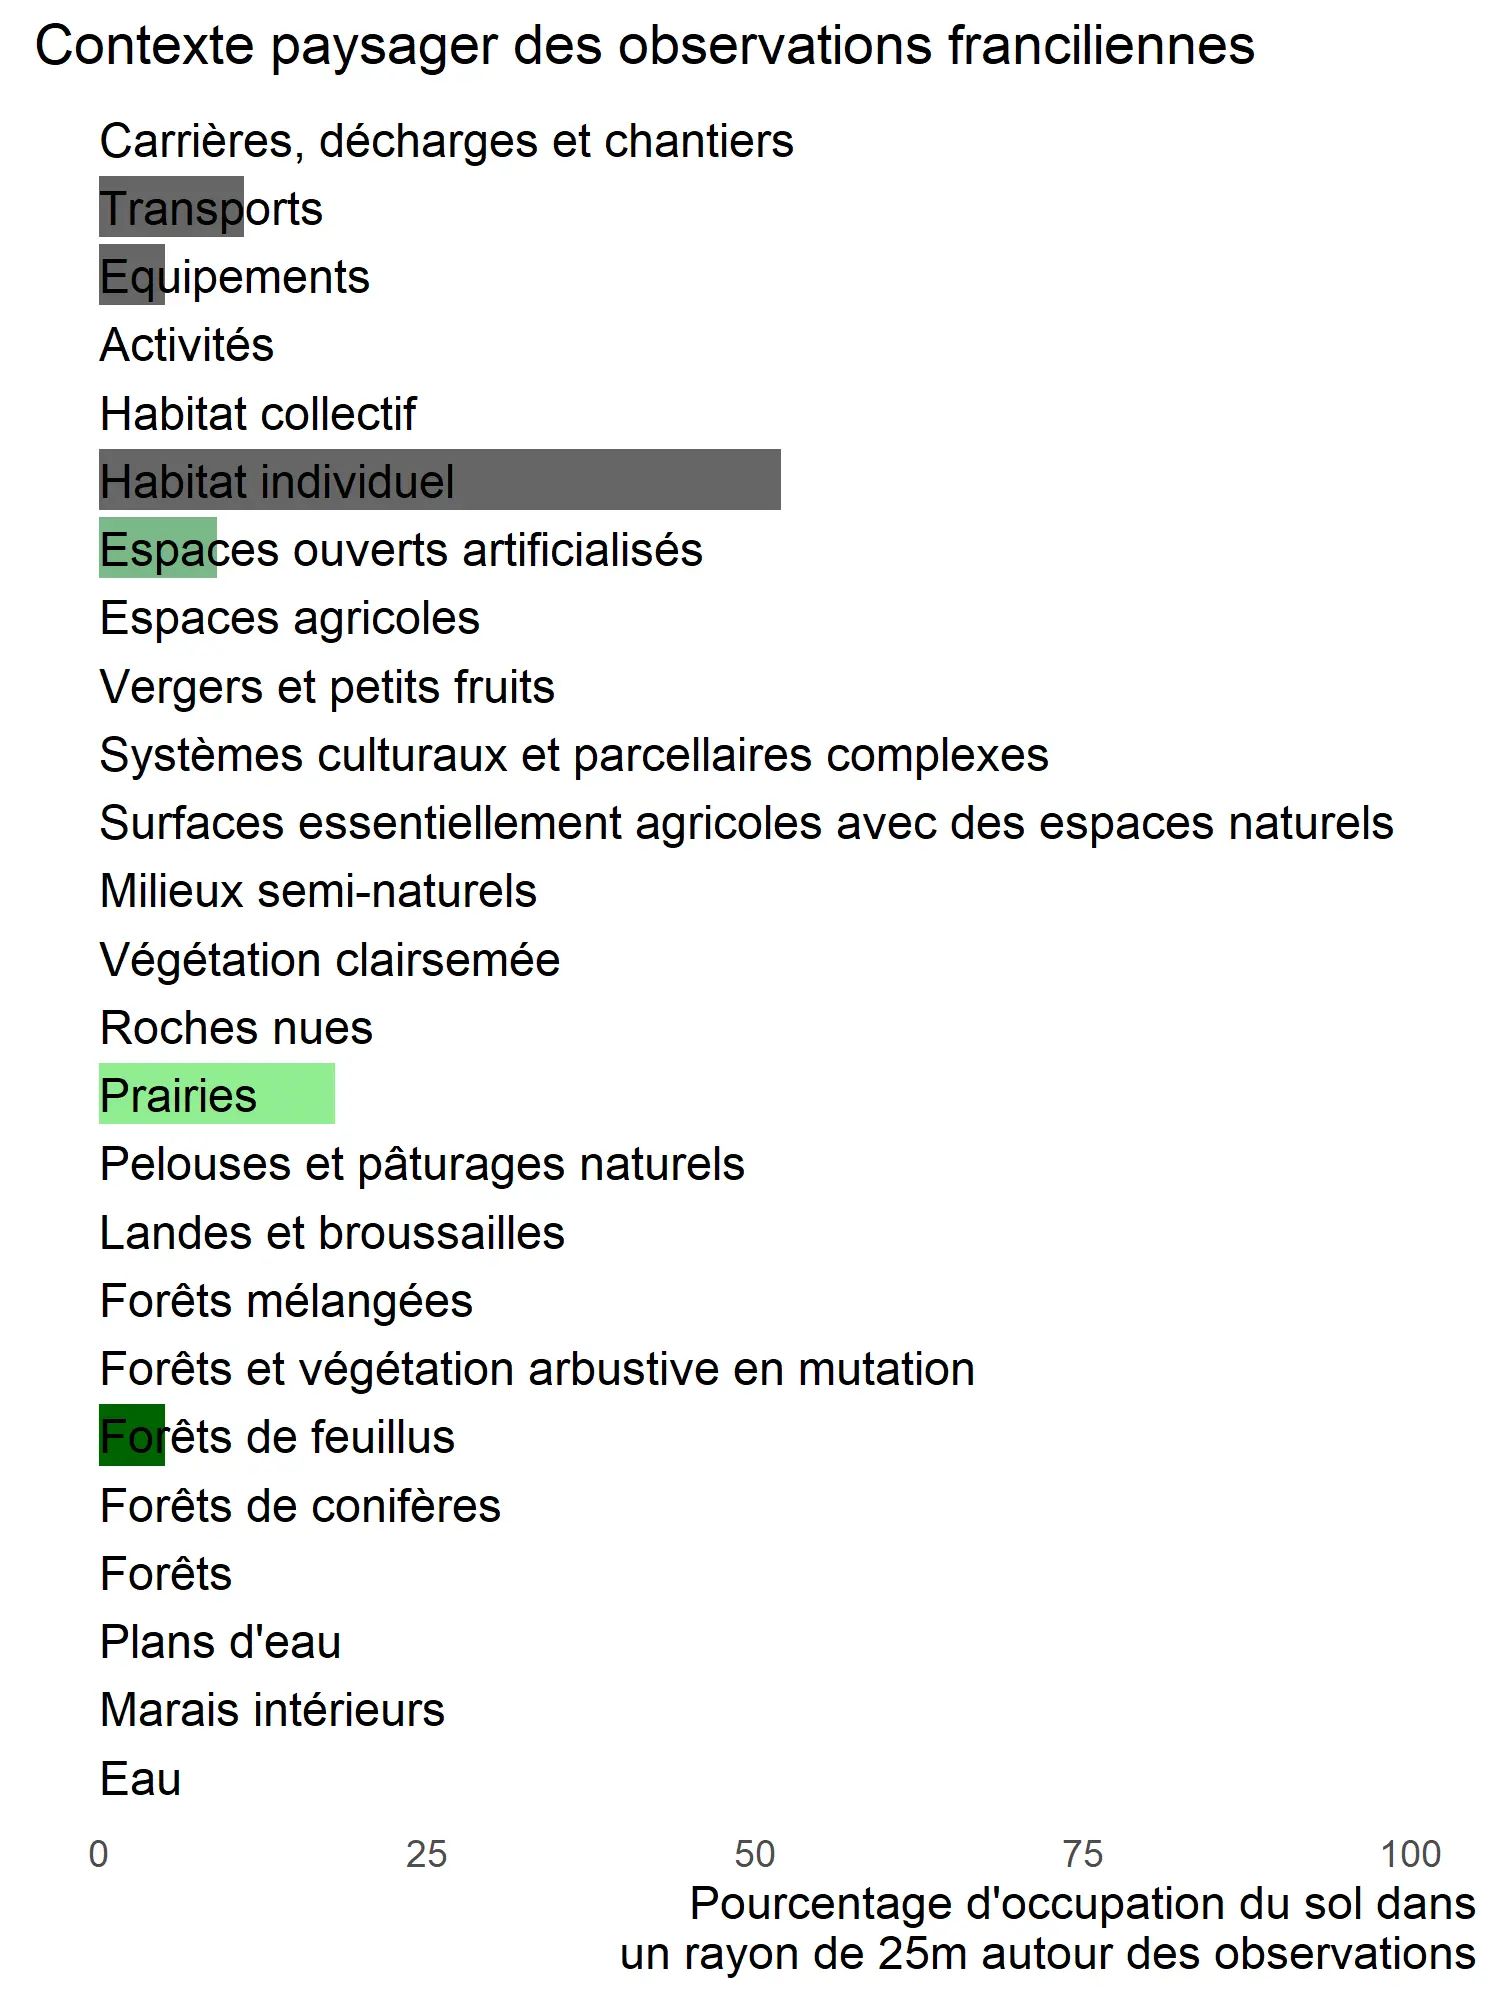 Contexte paysager des observations franciliennes
Carrières, décharges et chantiers
Transports
Equipements
Activités
Habitat collectif
Habitat individuel
Espaces ouverts artificialisés
Espaces agricoles
Vergers et petits fruits
Systèmes culturaux et parcellaires complexes
Surfaces essentiellement agricoles avec des espaces naturels
Milieux semi-naturels
Végétation clairsemée
Roches nues
Prairies
Pelouses et pâturages naturels
Landes et broussailles
Forêts mélangées
Forêts et végétation arbustive en mutation
Forêts de feuillus
Forêts de conifères
Forêts
Plans d'eau
Marais intérieurs
Eau
0 25 50 75 100
Pourcentage d'occupation du sol dans
un rayon de 25m autour des observations